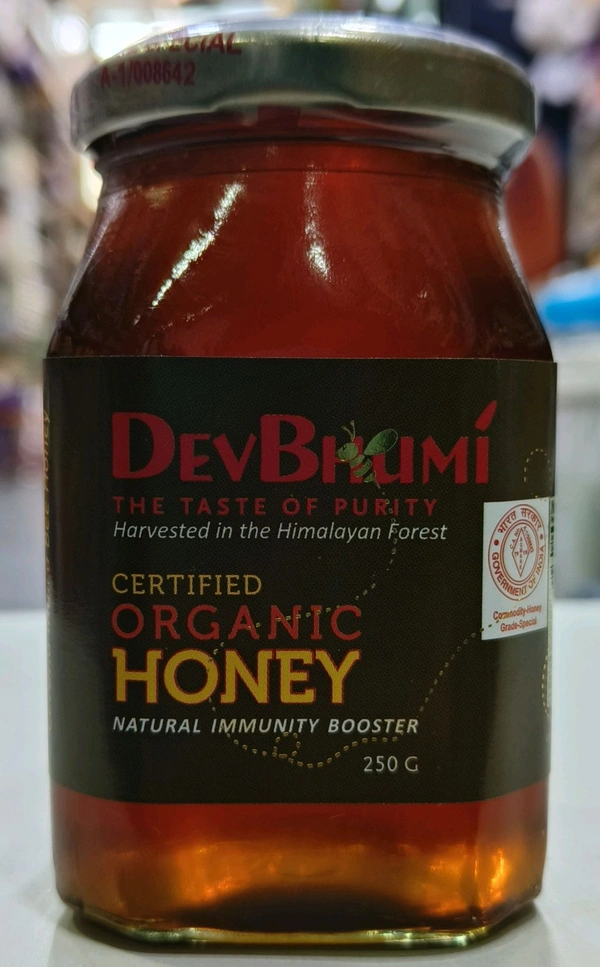 SPECIAL
A-1/008642
DEVBHUMI
THE TASTE OF PURITY
Harvested in the Himalayan Forest
CERTIFIED
ORGANIC
HONEY
NATURAL IMMUNITY BOOSTER
250 G
भारत सरकार
GOVERNMENT OF INDIA
Commodity-Honey
Grade-Special